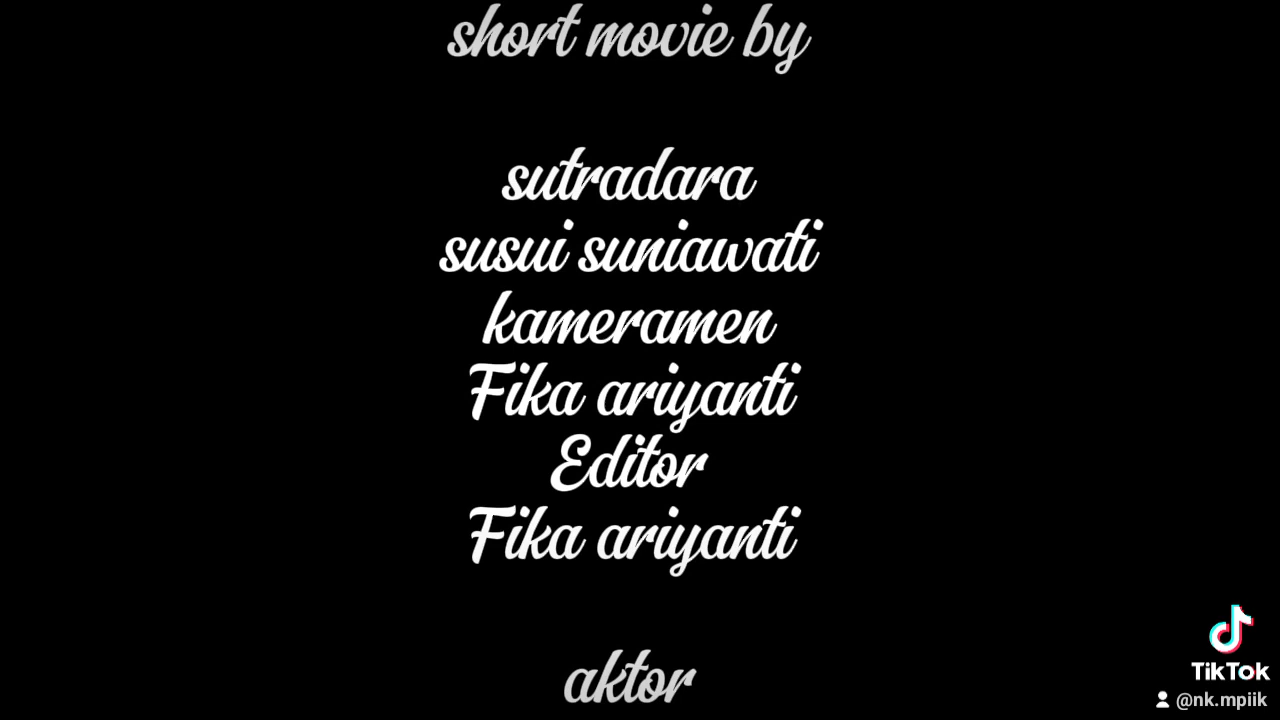 short movie by
sutradara
susui suniawati
kameramen
Fika ariyanti
Editor
Fika ariyanti
aktor
TikTok
@nk.mpiik